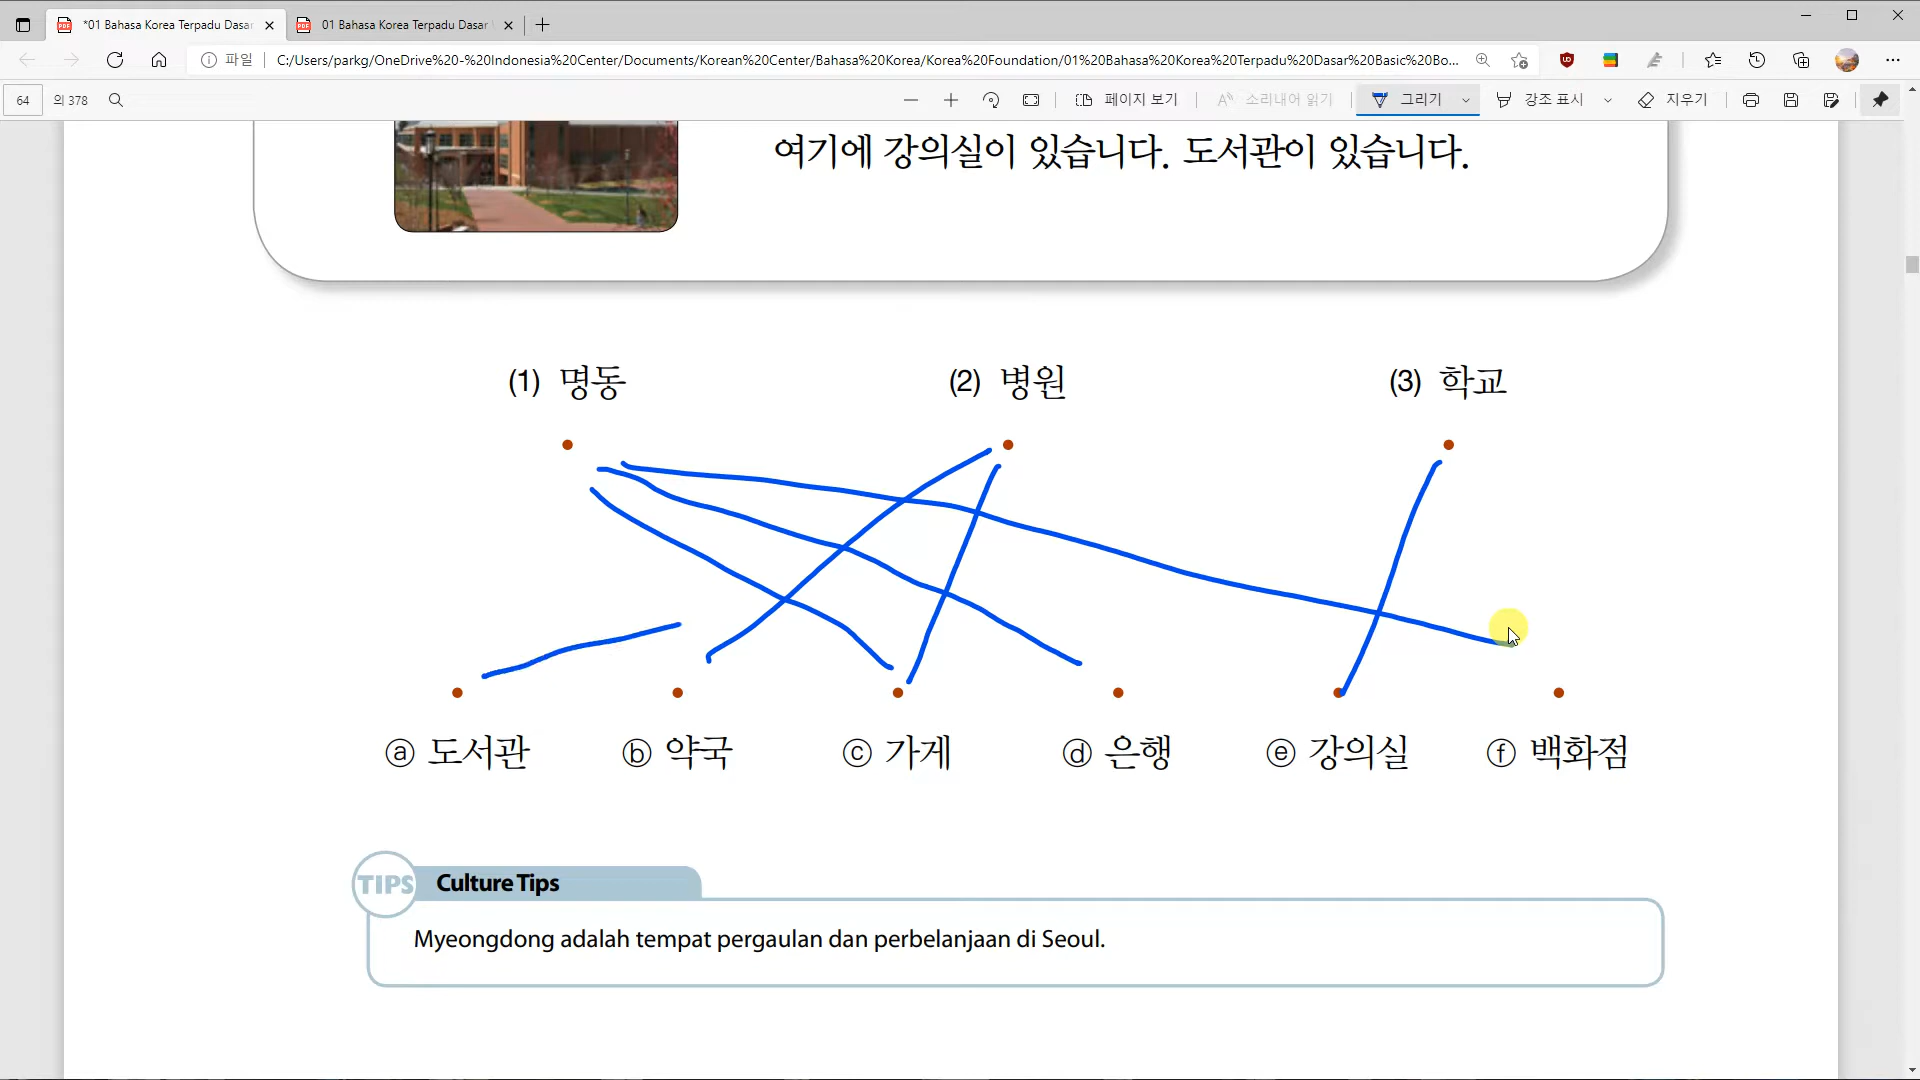 *01 Bahasa Korea Terpadu Dasar
01 Bahasa Korea Terpadu Dasar
파일
C:/Users/parkg/OneDrive%20-%20Indonesia%20Center/Documents/Korean%20Center/Bahasa%20Korea/Korea%20Foundation/01%20Bahasa%20Korea%20Terpadu%20Dasar%20Basic%20Bo...
64 의 378
페이지 보기
소리내어 읽기
그리기
강조 표시
지우기
여기에 강의실이 있습니다. 도서관이 있습니다.
(1) 명동 (2) 병원 (3) 학교
ⓐ 도서관 ⓑ 약국 ⓒ 가게 ⓓ 은행 ⓔ 강의실 ⓕ 백화점
TIPS Culture Tips
Myeongdong adalah tempat pergaulan dan perbelanjaan di Seoul.